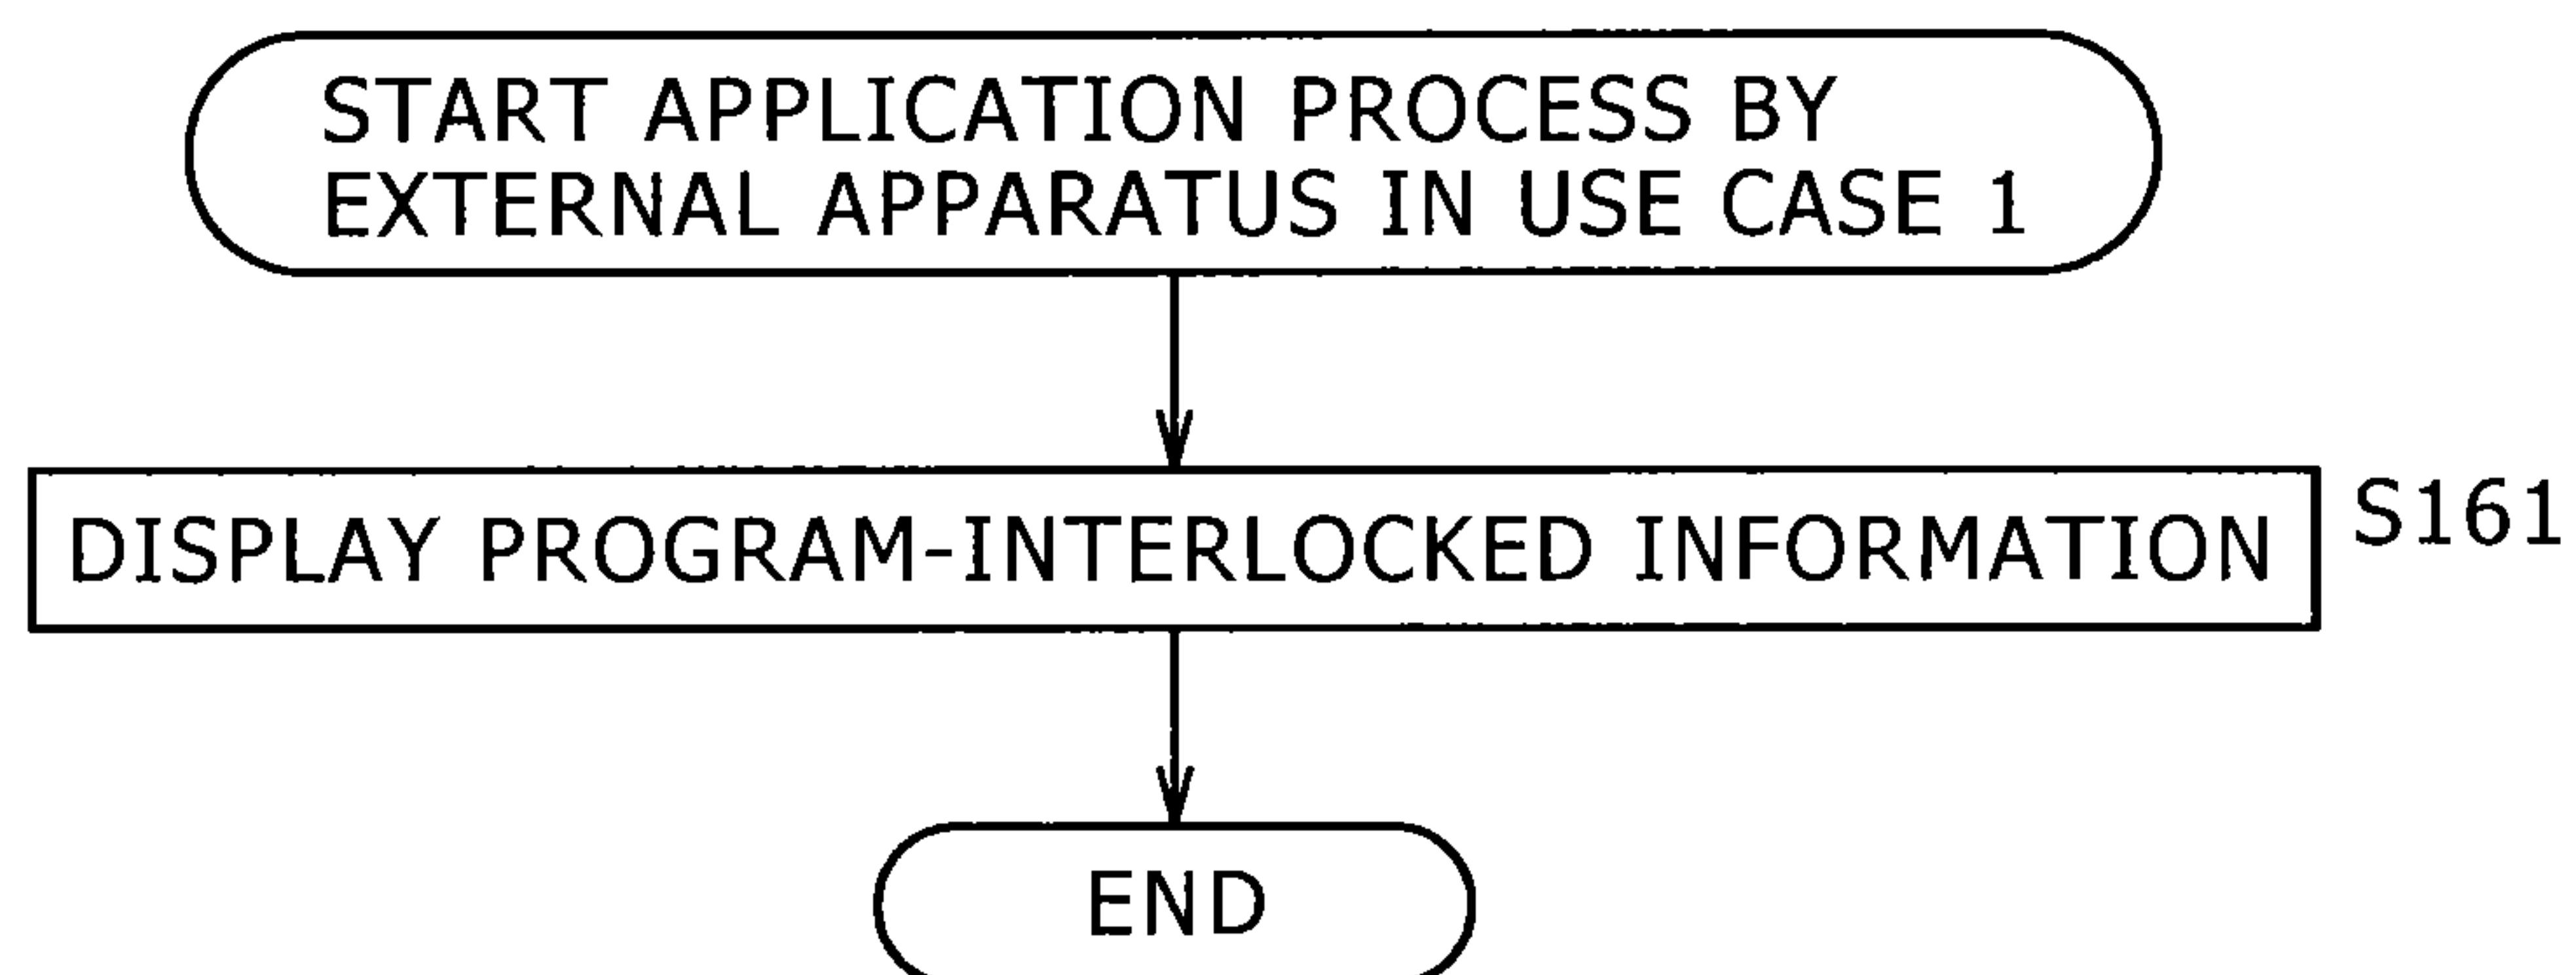 START APPLICATION PROCESS BY
EXTERNAL APPARATUS IN USE CASE 1
DISPLAY PROGRAM-INTERLOCKED INFORMATION S161
END